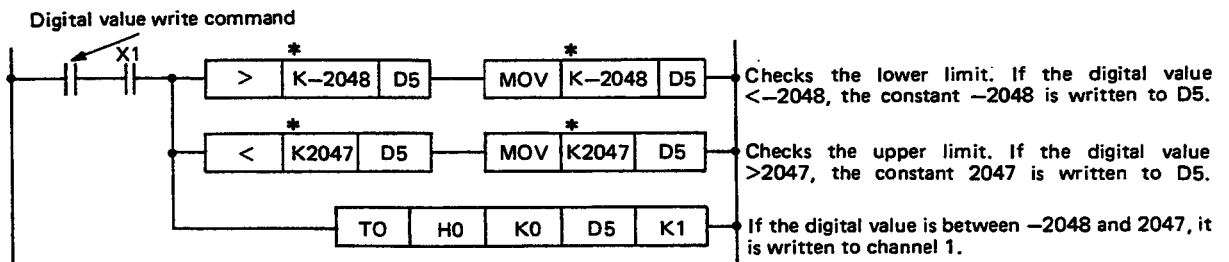 Digital value write command
X1
* *
> K−2048 D5 MOV K−2048 D5
Checks the lower limit. If the digital value
<−2048, the constant −2048 is written to D5.
* *
< K2047 D5 MOV K2047 D5
Checks the upper limit. If the digital value
>2047, the constant 2047 is written to D5.
TO H0 K0 D5 K1
If the digital value is between −2048 and 2047, it
is written to channel 1.